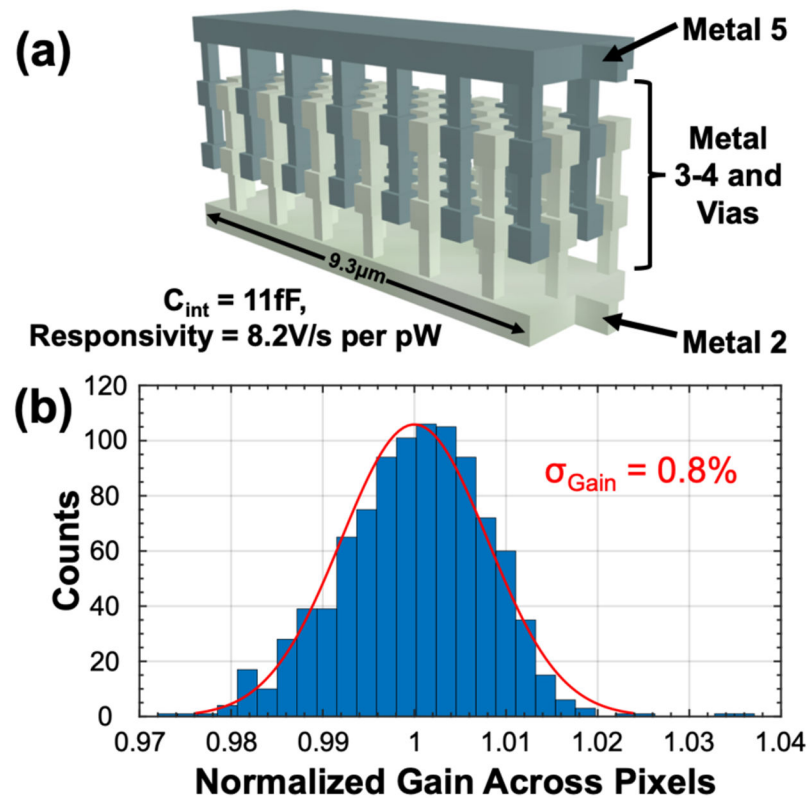 (a)
Metal 5
Metal
3-4 and
Vias
9.3μm
C_int = 11fF,
Responsivity = 8.2V/s per pW
Metal 2
(b)
120
100
80
60
40
20
0
Counts
σ_Gain = 0.8%
0.97 0.98 0.99 1 1.01 1.02 1.03 1.04
Normalized Gain Across Pixels